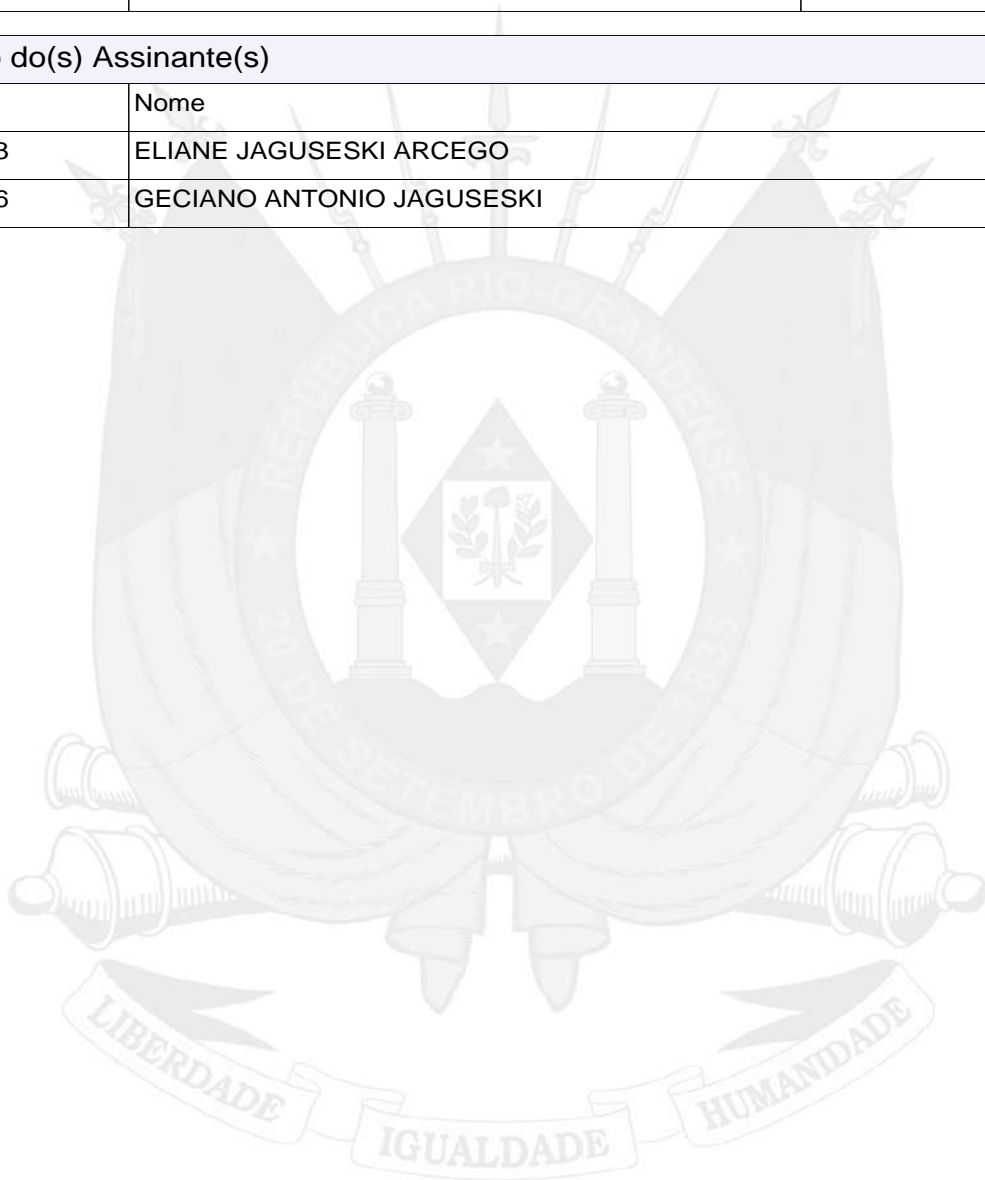 o do(s) Assinante(s)
Nome
3 ELIANE JAGUSESKI ARCEGO
6 GECIANO ANTONIO JAGUSESKI
REPÚBLICA RIO-GRANDENSE
20 DE SETEMBRO DE 1835
LIBERDADE IGUALDADE HUMANIDADE